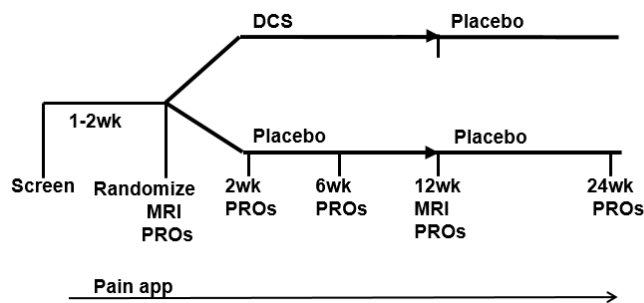 DCS Placebo
1-2wk
Placebo Placebo
Screen Randomize 2wk 6wk 12wk 24wk
MRI PROs PROs MRI PROs
PROs PROs
Pain app